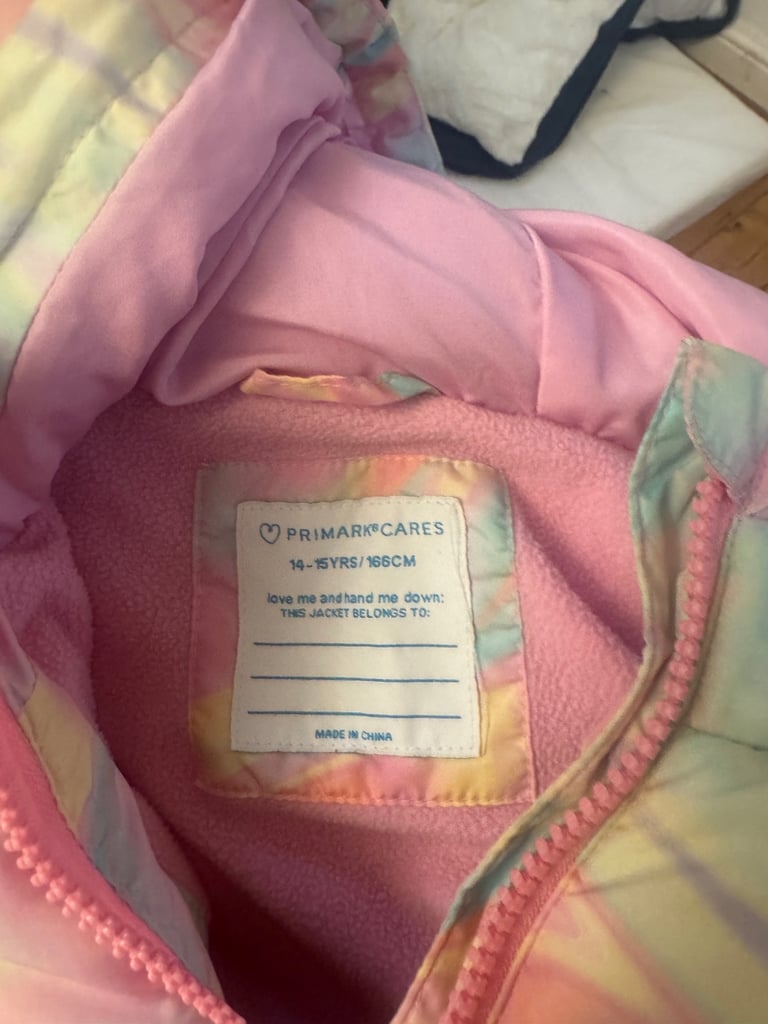 ♡ PRIMARK® CARES
14-15YRS/166CM
love me and hand me down:
THIS JACKET BELONGS TO:
MADE IN CHINA